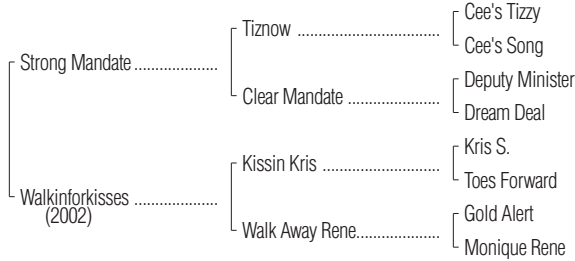 Cee's Tizzy
Tiznow ........................................
Cee's Song
Strong Mandate .......................
Deputy Minister
Clear Mandate ..........................
Dream Deal
Kris S.
Kissin Kris .................................
Toes Forward
Walkinforkisses .......................
(2002)
Gold Alert
Walk Away Rene.......................
Monique Rene